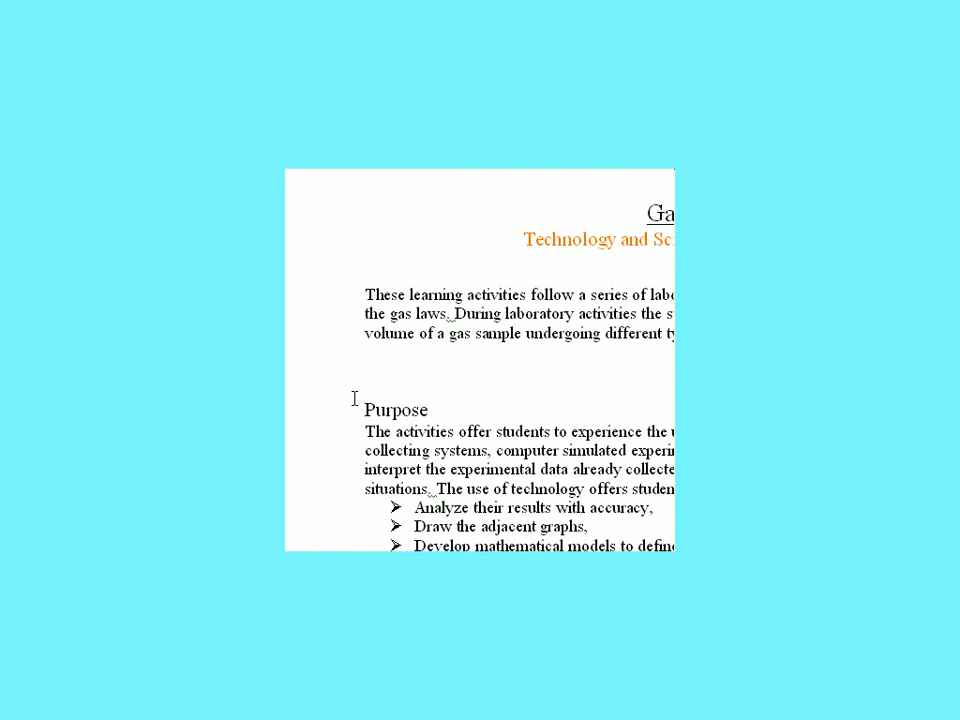 Ga
Technology and Sc
These learning activities follow a series of labo
the gas laws. During laboratory activities the s
volume of a gas sample undergoing different ty
Purpose
The activities offer students to experience the u
collecting systems, computer simulated experi
interpret the experimental data already collecte
situations. The use of technology offers studen
➢ Analyze their results with accuracy,
➢ Draw the adjacent graphs,
➢ Develop mathematical models to define